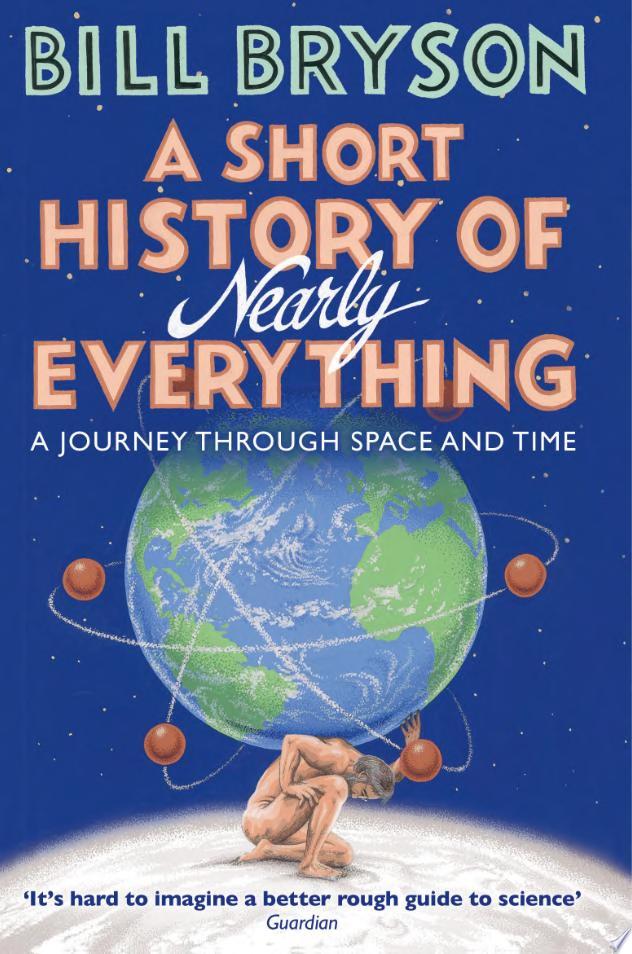 BILL BRYSON
A SHORT
HISTORY OF
Nearly
EVERYTHING
A JOURNEY THROUGH SPACE AND TIME
‘It's hard to imagine a better rough guide to science’
Guardian